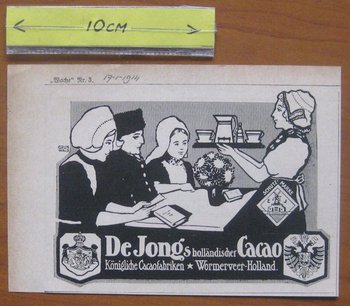 10CM
„Woche“ Nr. 3. 17-1-1914
De Jong's holländischer Cacao
Königliche Cacaofabriken * Wormerveer-Holland.